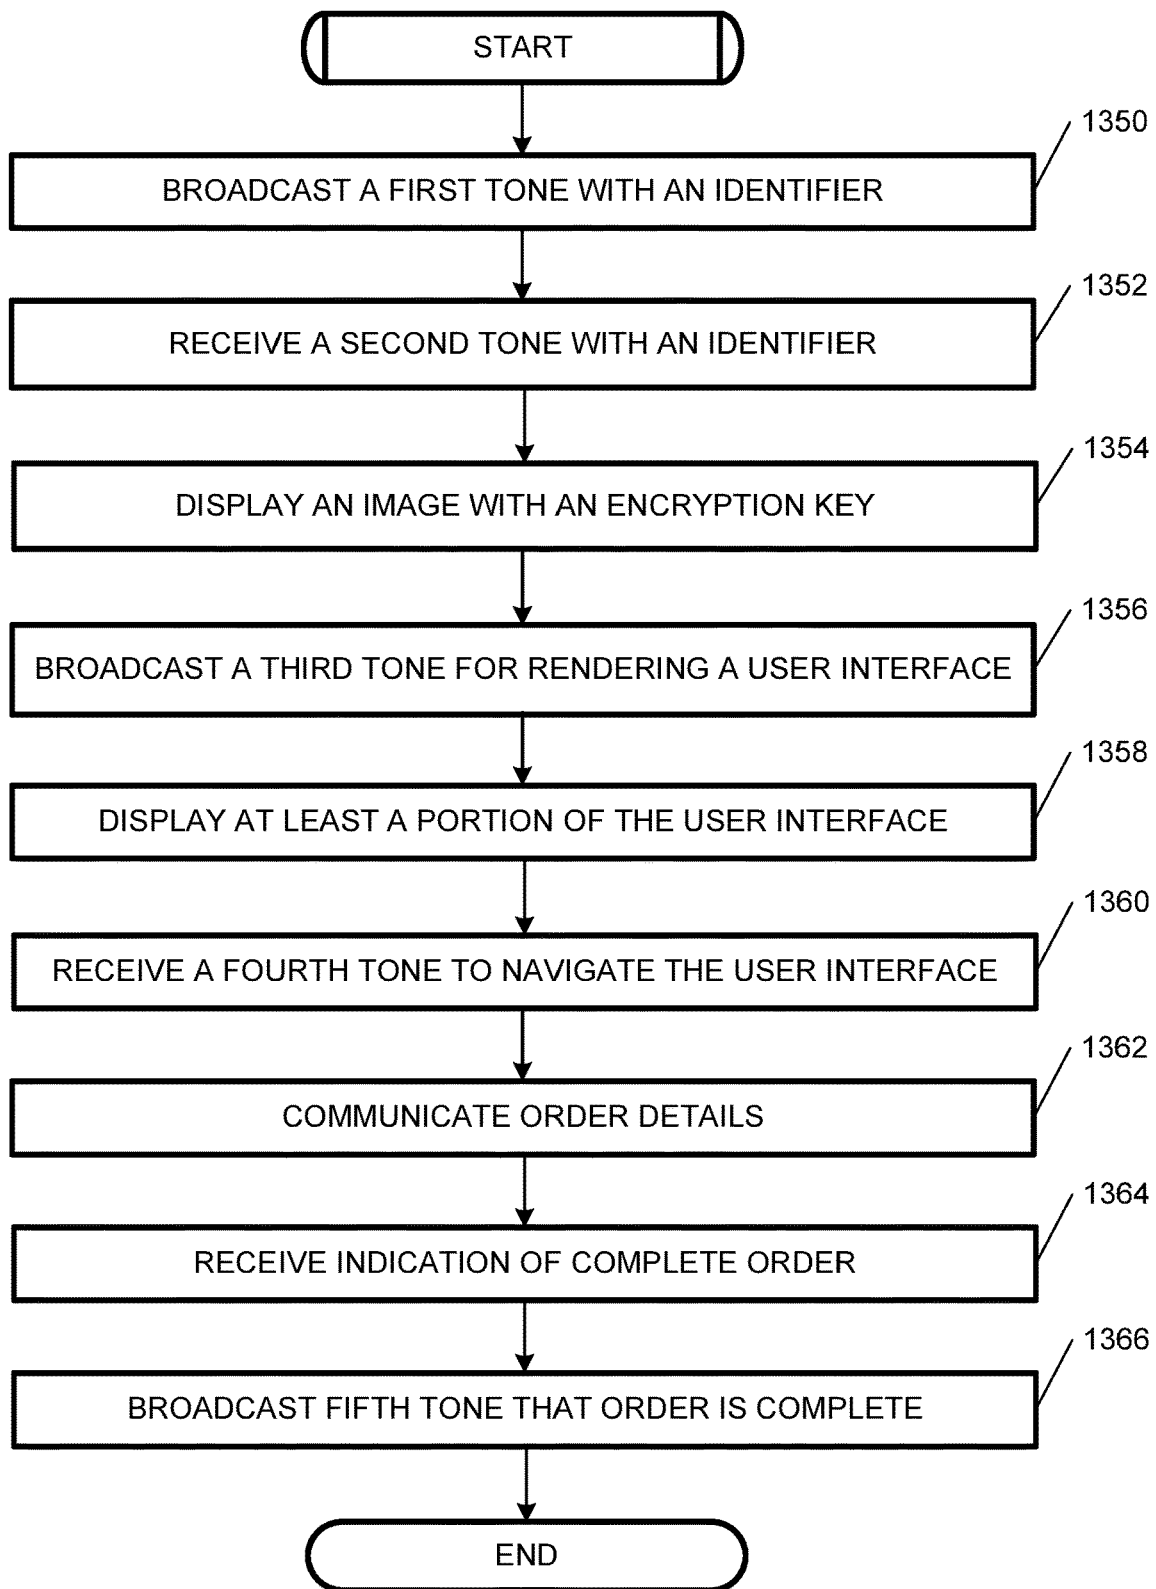 START
1350
BROADCAST A FIRST TONE WITH AN IDENTIFIER
1352
RECEIVE A SECOND TONE WITH AN IDENTIFIER
1354
DISPLAY AN IMAGE WITH AN ENCRYPTION KEY
1356
BROADCAST A THIRD TONE FOR RENDERING A USER INTERFACE
1358
DISPLAY AT LEAST A PORTION OF THE USER INTERFACE
1360
RECEIVE A FOURTH TONE TO NAVIGATE THE USER INTERFACE
1362
COMMUNICATE ORDER DETAILS
1364
RECEIVE INDICATION OF COMPLETE ORDER
1366
BROADCAST FIFTH TONE THAT ORDER IS COMPLETE
END